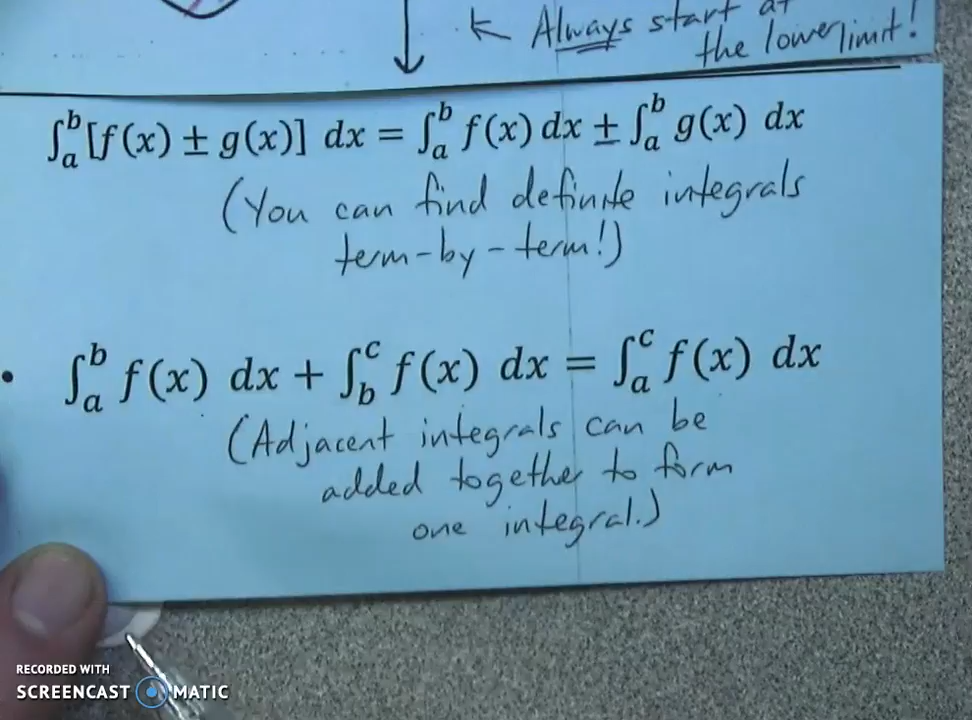 ← Always start at
the lower limit!
∫_a^b [f(x) ± g(x)] dx = ∫_a^b f(x) dx ± ∫_a^b g(x) dx
(You can find definite integrals
term-by-term!)
• ∫_a^b f(x) dx + ∫_b^c f(x) dx = ∫_a^c f(x) dx
(Adjacent integrals can be
added together to form
one integral.)
RECORDED WITH
SCREENCAST MATIC